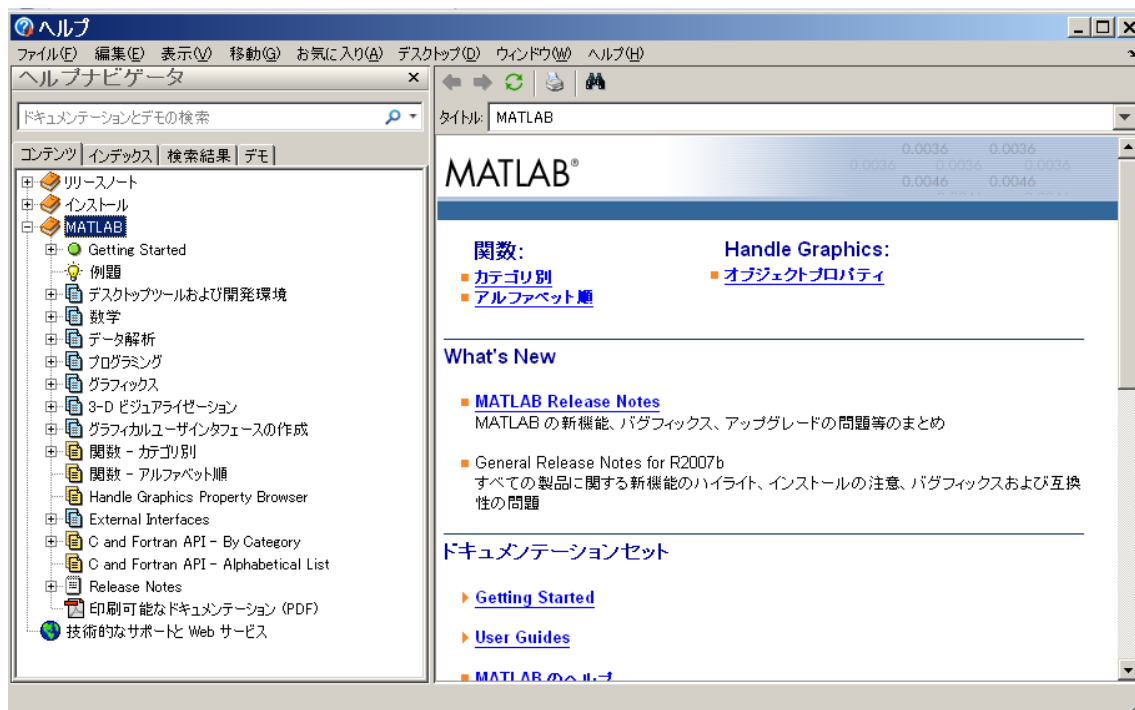 ヘルプ
ファイル(F) 編集(E) 表示(V) 移動(G) お気に入り(A) デスクトップ(D) ウィンドウ(W) ヘルプ(H)
ヘルプナビゲータ
ドキュメンテーションとデモの検索
コンテンツ インデックス 検索結果 デモ
リリースノート
インストール
MATLAB
Getting Started
例題
デスクトップツールおよび開発環境
数学
データ解析
プログラミング
グラフィックス
3-D ビジュアライゼーション
グラフィカルユーザインタフェースの作成
関数 - カテゴリ別
関数 - アルファベット順
Handle Graphics Property Browser
External Interfaces
C and Fortran API - By Category
C and Fortran API - Alphabetical List
Release Notes
印刷可能なドキュメンテーション (PDF)
技術的なサポートと Web サービス
タイトル: MATLAB
MATLAB®
0.0036 0.0036
0.0036 0.0036 0.0036
0.0046 0.0046
関数:
カテゴリ別
アルファベット順
Handle Graphics:
オブジェクトプロパティ
What's New
MATLAB Release Notes
MATLAB の新機能、バグフィックス、アップグレードの問題等のまとめ
General Release Notes for R2007b
すべての製品に関する新機能のハイライト、インストールの注意、バグフィックスおよび互換
性の問題
ドキュメンテーションセット
Getting Started
User Guides
MATLAB のヘルプ